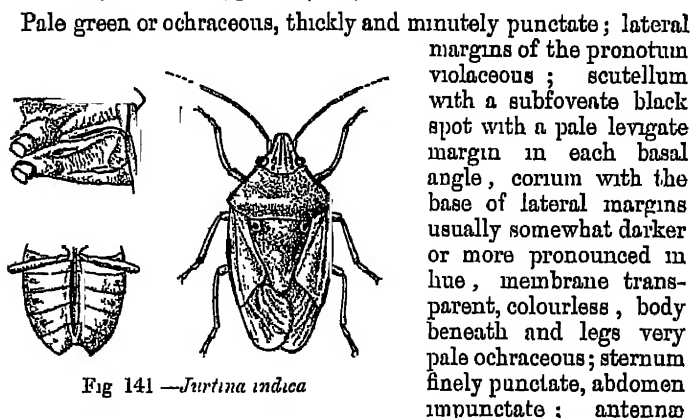 Pale green or ochraceous, thickly and minutely punctate; lateral
margins of the pronotum
violaceous ; scutellum
with a subfoveate black
spot with a pale levigate
margin in each basal
angle, corium with the
base of lateral margins
usually somewhat darker
or more pronounced in
hue, membrane trans-
parent, colourless, body
beneath and legs very
pale ochraceous; sternum
finely punctate, abdomen
impunctate ; antennæ
Fig 141 —Jurtina indica